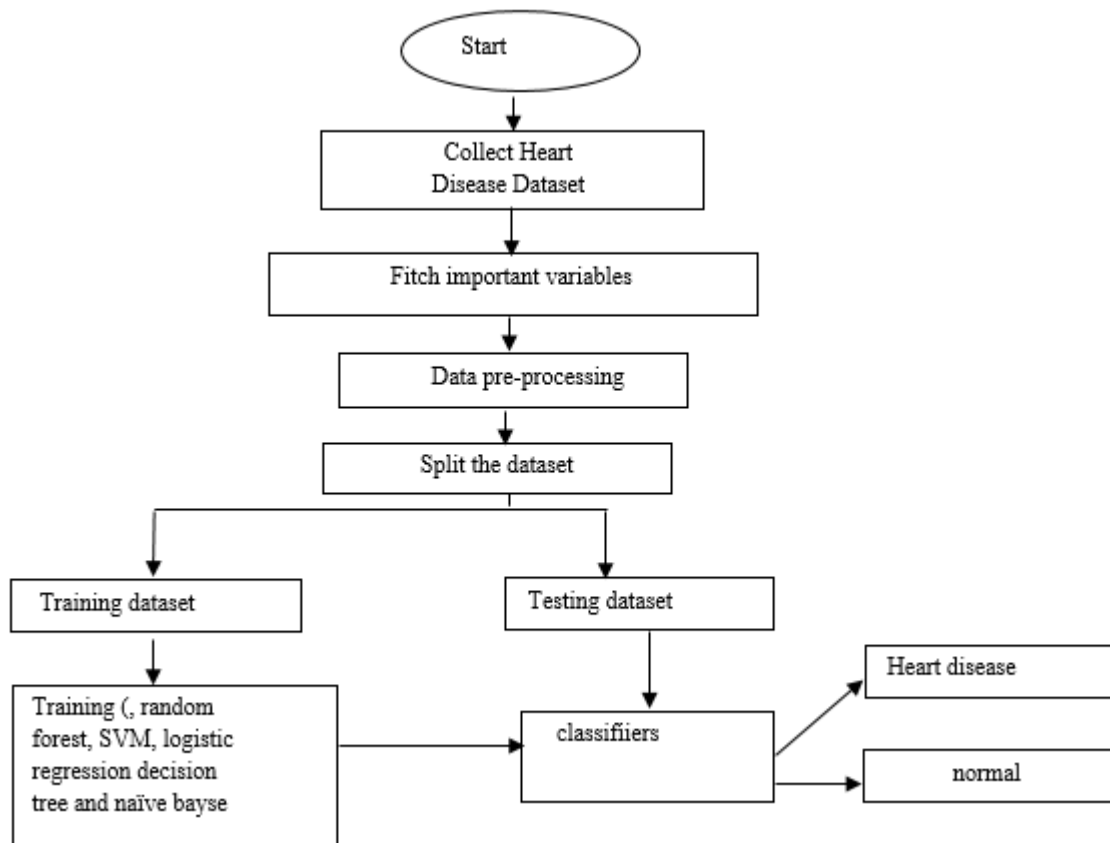 Start
Collect Heart
Disease Dataset
Fitch important variables
Data pre-processing
Split the dataset
Training dataset
Testing dataset
Training (, random
forest, SVM, logistic
regression decision
tree and naïve bayse
classifiiers
Heart disease
normal